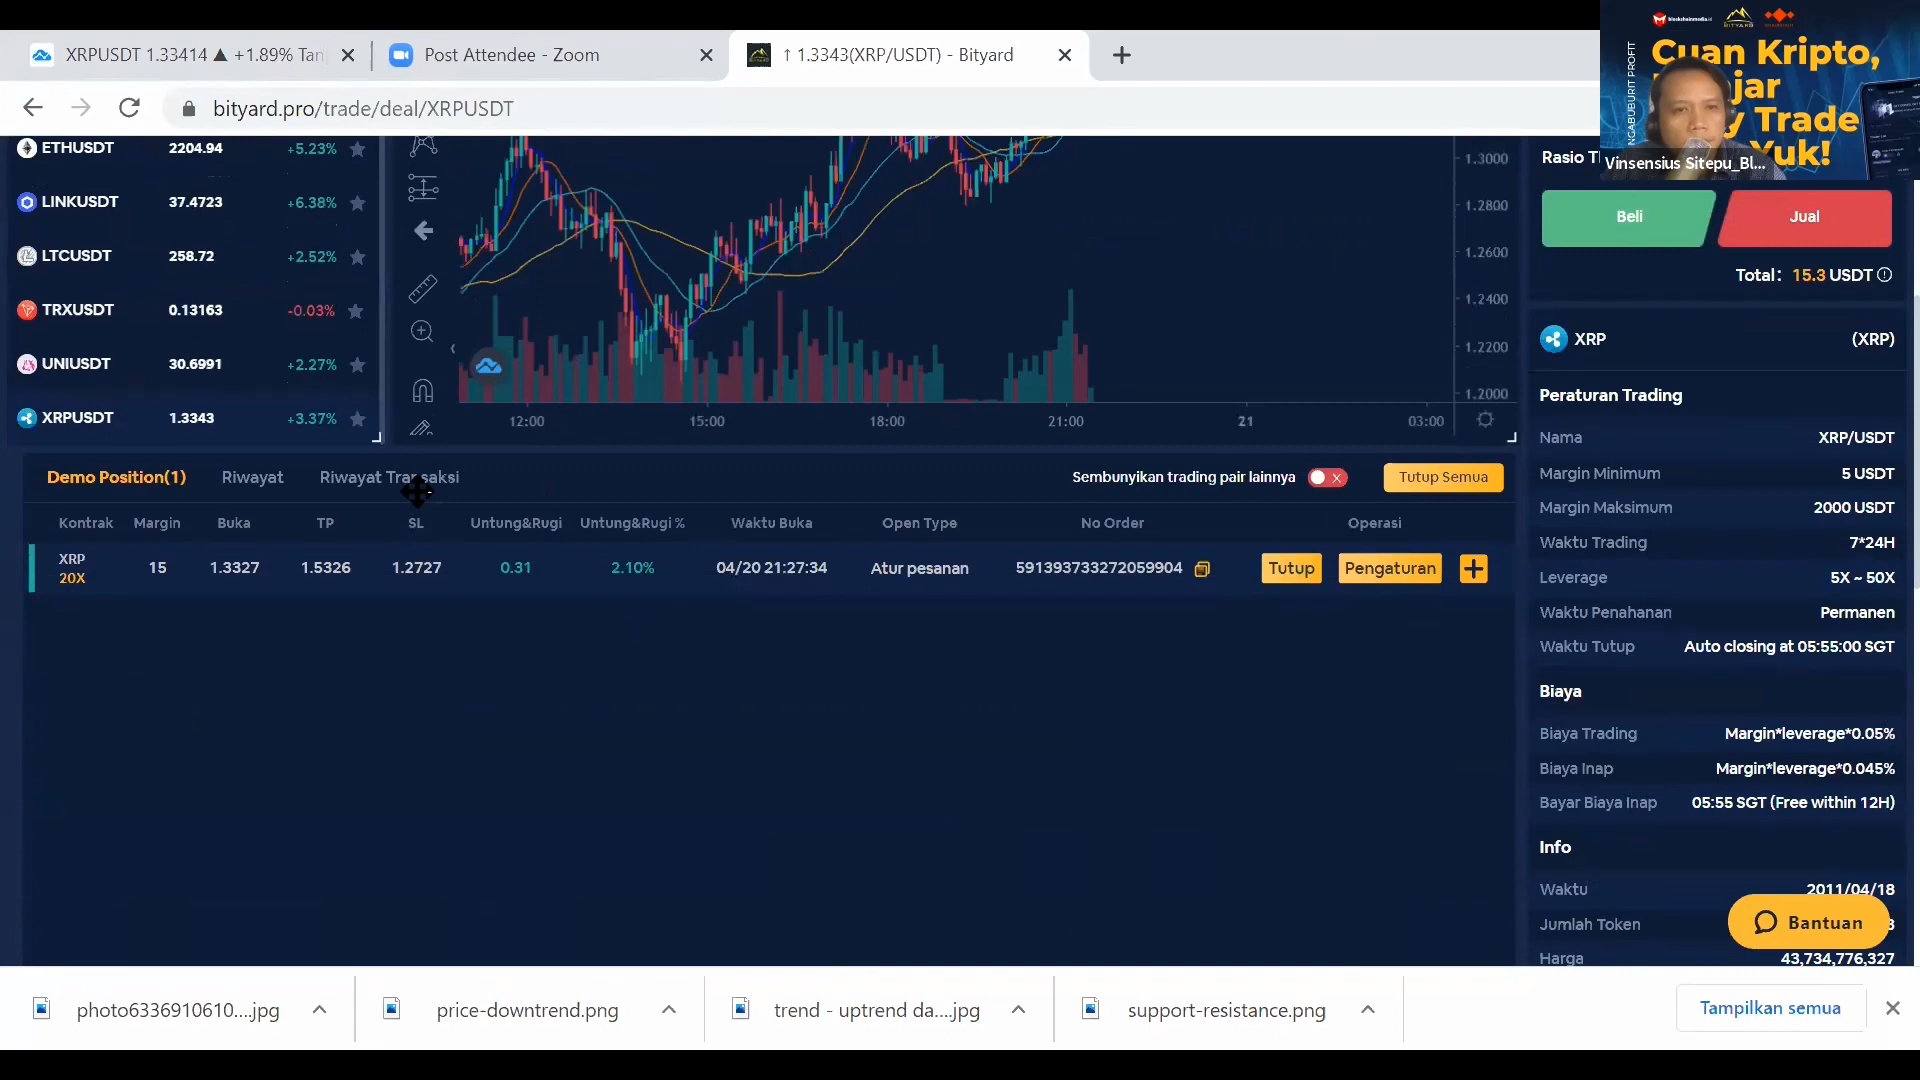 XRPUSDT 1.33414 ▲ +1.89% Tan
Post Attendee - Zoom
↑ 1.3343(XRP/USDT) - Bityard
bityard.pro/trade/deal/XRPUSDT
blockchainmedia.id
BITYARD
NGABUBURIT PROFIT
Cuan Kripto,
jar
y Trade
Yuk!
Vinsensius Sitepu_Bl...
ETHUSDT 2204.94 +5.23%
LINKUSDT 37.4723 +6.38%
LTCUSDT 258.72 +2.52%
TRXUSDT 0.13163 -0.03%
UNIUSDT 30.6991 +2.27%
XRPUSDT 1.3343 +3.37%
1.3000
1.2800
1.2600
1.2400
1.2200
1.2000
12:00 15:00 18:00 21:00 21 03:00
Beli Jual
Total: 15.3 USDT
XRP (XRP)
Peraturan Trading
Nama XRP/USDT
Margin Minimum 5 USDT
Margin Maksimum 2000 USDT
Waktu Trading 7*24H
Leverage 5X ~ 50X
Waktu Penahanan Permanen
Waktu Tutup Auto closing at 05:55:00 SGT
Biaya
Biaya Trading Margin*leverage*0.05%
Biaya Inap Margin*leverage*0.045%
Bayar Biaya Inap 05:55 SGT (Free within 12H)
Info
Waktu 2011/04/18
Jumlah Token
Harga 43,734,776,327
Bantuan
Demo Position(1) Riwayat Riwayat Transaksi Sembunyikan trading pair lainnya Tutup Semua
Kontrak Margin Buka TP SL Untung&Rugi Untung&Rugi % Waktu Buka Open Type No Order Operasi
XRP
20X
15 1.3327 1.5326 1.2727 0.31 2.10% 04/20 21:27:34 Atur pesanan 591393733272059904 Tutup Pengaturan
photo6336910610....jpg price-downtrend.png trend - uptrend da....jpg support-resistance.png Tampilkan semua